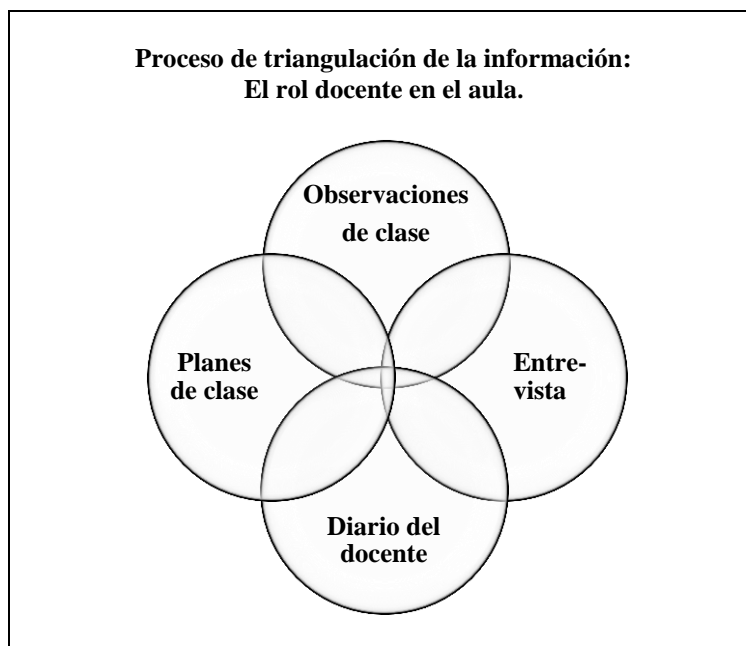 Proceso de triangulación de la información:
El rol docente en el aula.
Observaciones
de clase
Planes
de clase
Entre-
vista
Diario del
docente